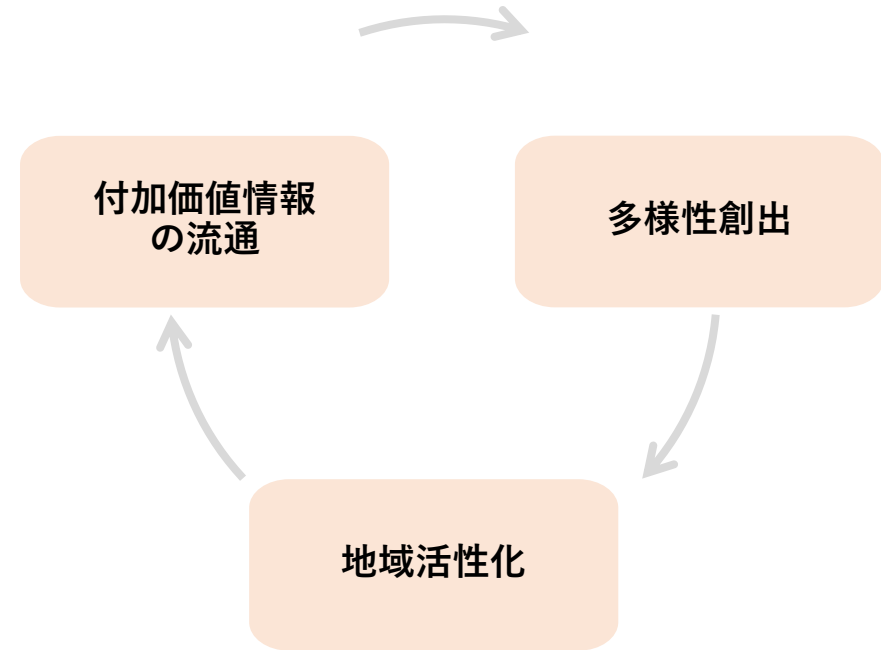 付加価値情報
の流通
多様性創出
地域活性化